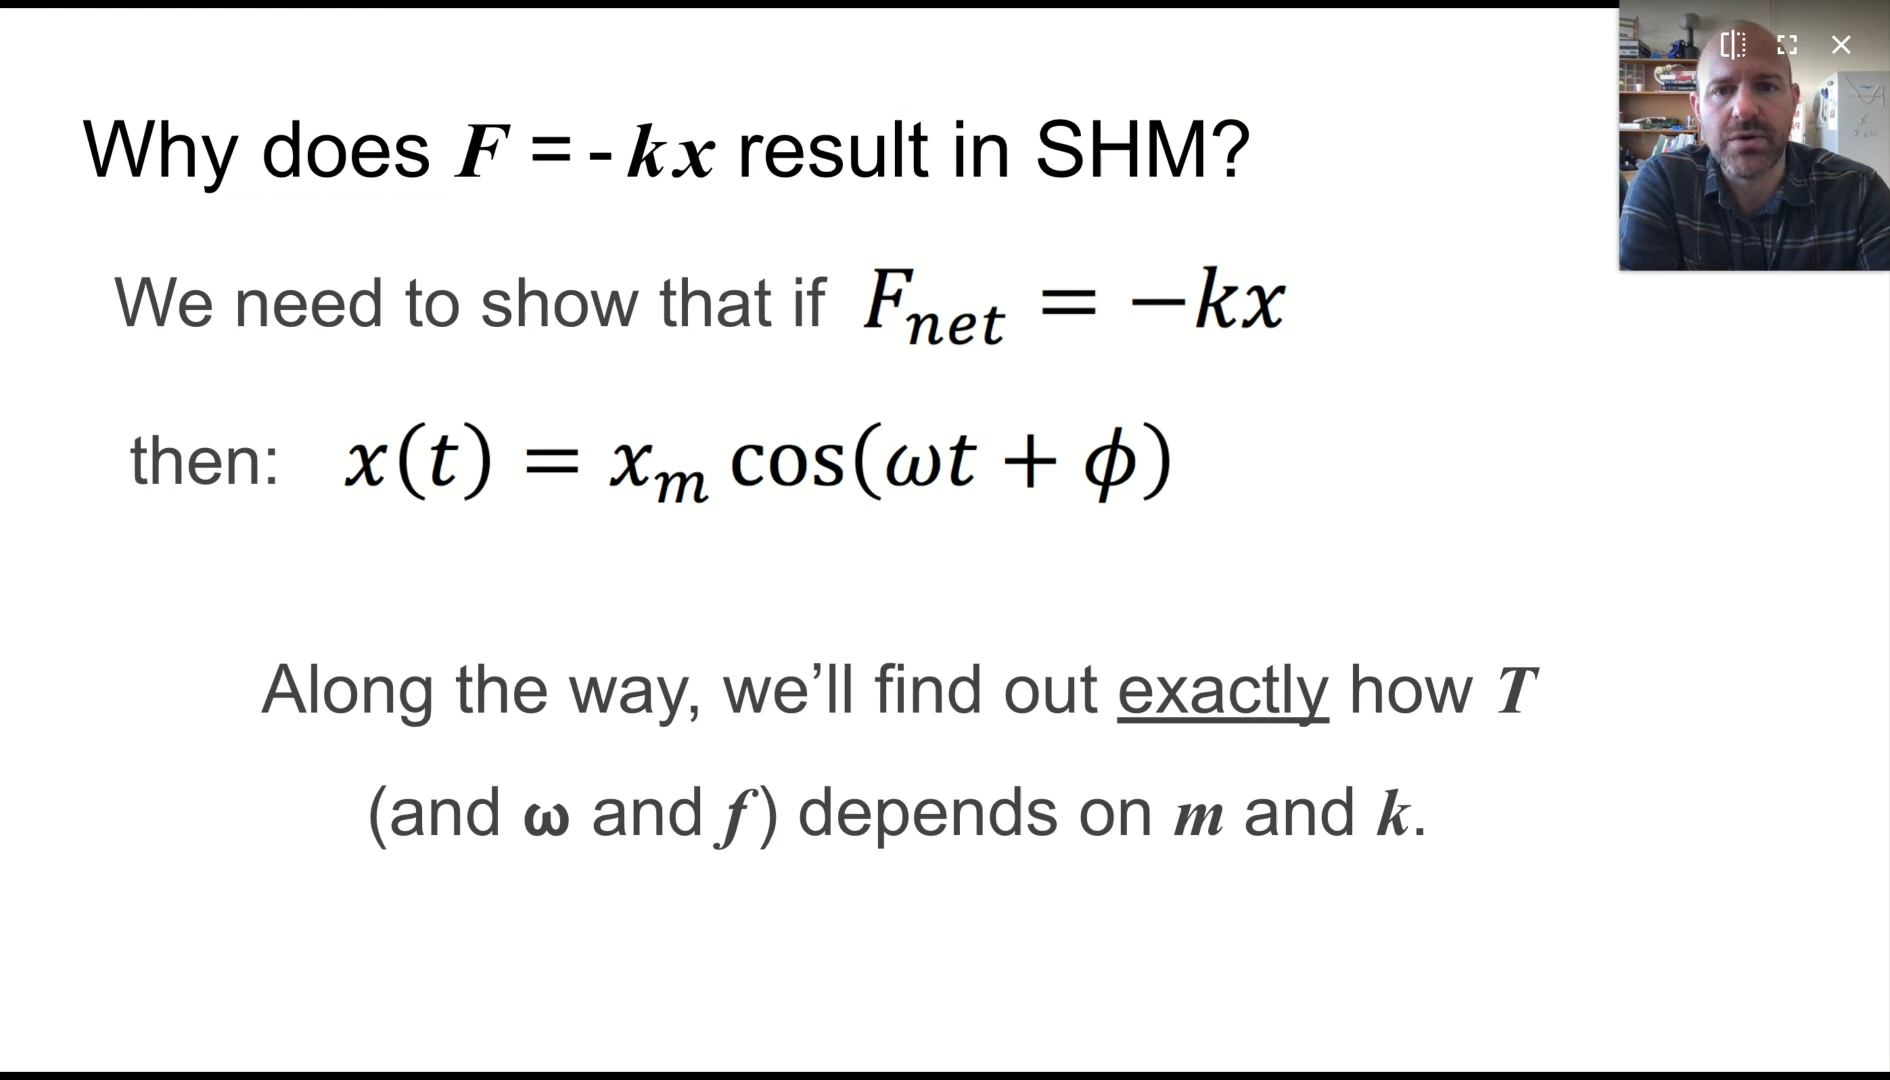 Why does F = - kx result in SHM?
We need to show that if F_net = −kx
then: x(t) = x_m cos(ωt + ϕ)
Along the way, we’ll find out exactly how T
(and ω and f) depends on m and k.